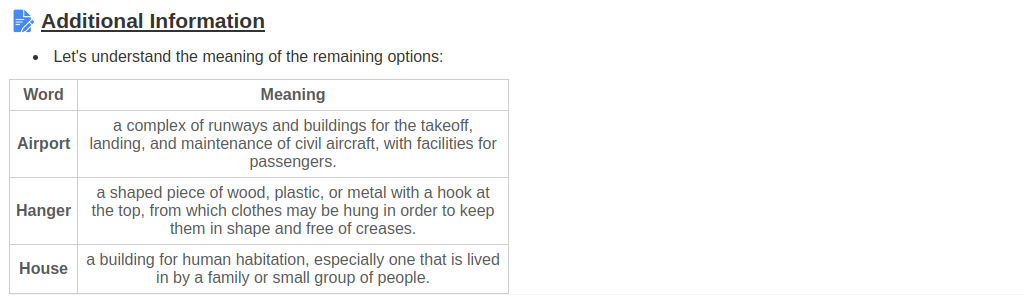 Additional Information
• Let's understand the meaning of the remaining options:
Word Meaning
Airport a complex of runways and buildings for the takeoff,
landing, and maintenance of civil aircraft, with facilities for
passengers.
Hanger a shaped piece of wood, plastic, or metal with a hook at
the top, from which clothes may be hung in order to keep
them in shape and free of creases.
House a building for human habitation, especially one that is lived
in by a family or small group of people.